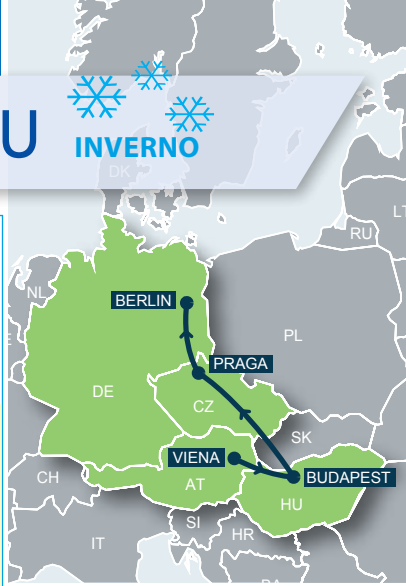 U
INVERNO
DK
LT
RU
NL
BERLIN
PL
PRAGA
DE
CZ
SK
VIENA
CH
AT
BUDAPEST
HU
SI
HR
IT